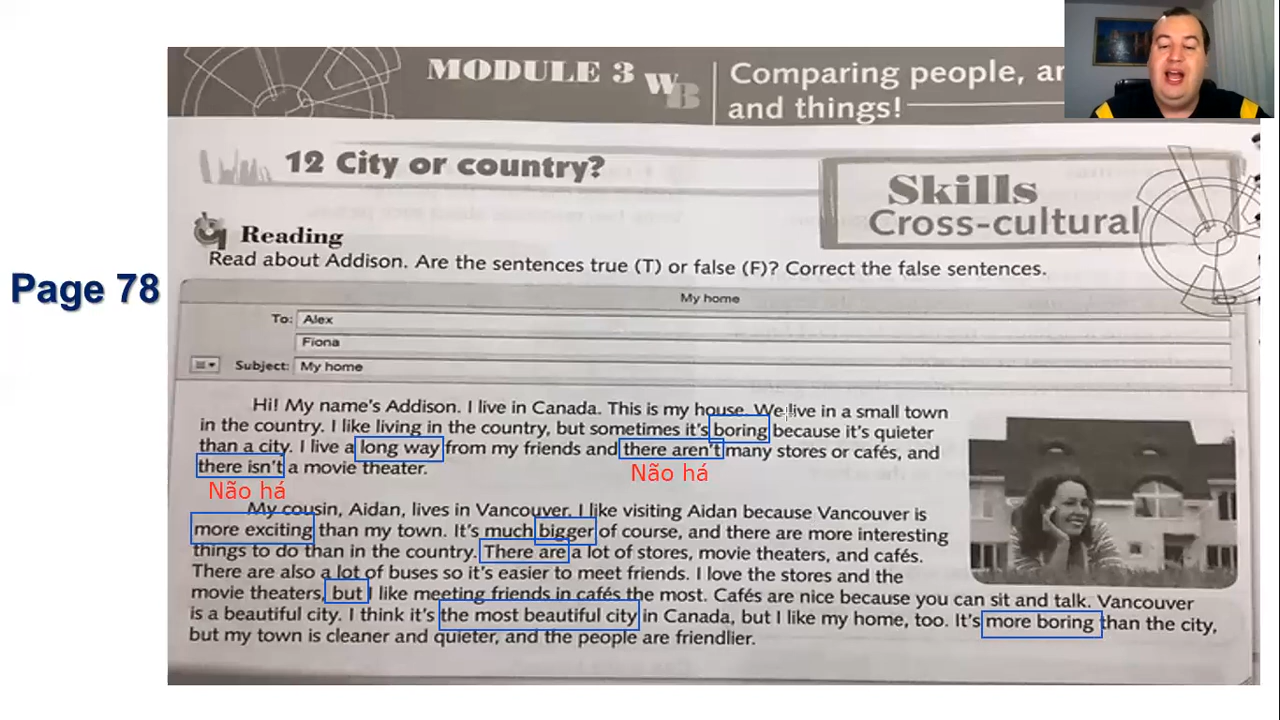 MODULE 3 WB
Comparing people, ar
and things!
12 City or country?
Skills
Cross-cultural
Reading
Read about Addison. Are the sentences true (T) or false (F)? Correct the false sentences.
Page 78
My home
To: Alex
Fiona
Subject: My home
Hi! My name's Addison. I live in Canada. This is my house. We live in a small town
in the country. I like living in the country, but sometimes it's boring because it's quieter
than a city. I live a long way from my friends and there aren't many stores or cafés, and
there isn't a movie theater.
Não há
Não há
My cousin, Aidan, lives in Vancouver. I like visiting Aidan because Vancouver is
more exciting than my town. It's much bigger of course, and there are more interesting
things to do than in the country. There are a lot of stores, movie theaters, and cafés.
There are also a lot of buses so it's easier to meet friends. I love the stores and the
movie theaters, but I like meeting friends in cafés the most. Cafés are nice because you can sit and talk. Vancouver
is a beautiful city. I think it's the most beautiful city in Canada, but I like my home, too. It's more boring than the city,
but my town is cleaner and quieter, and the people are friendlier.